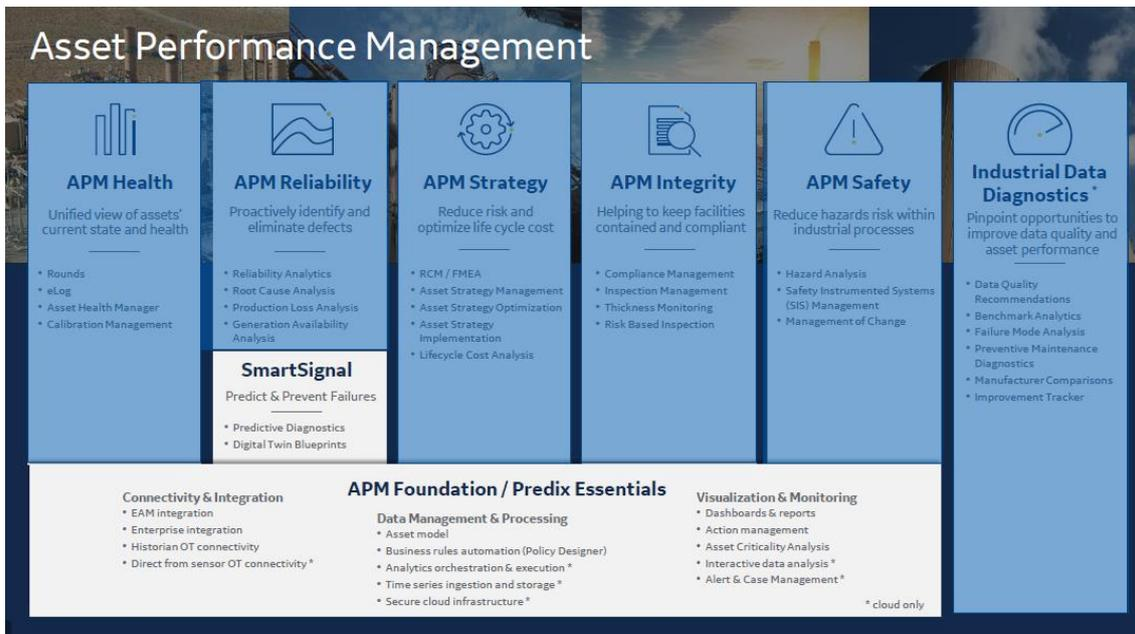 Asset Performance Management
APM Health
Unified view of assets'
current state and health
• Rounds
• eLog
• Asset Health Manager
• Calibration Management
APM Reliability
Proactively identify and
eliminate defects
• Reliability Analytics
• Root Cause Analysis
• Production Loss Analysis
• Generation Availability
Analysis
SmartSignal
Predict & Prevent Failures
• Predictive Diagnostics
• Digital Twin Blueprints
APM Strategy
Reduce risk and
optimize life cycle cost
• RCM / FMEA
• Asset Strategy Management
• Asset Strategy Optimization
• Asset Strategy
Implementation
• Lifecycle Cost Analysis
APM Integrity
Helping to keep facilities
contained and compliant
• Compliance Management
• Inspection Management
• Thickness Monitoring
• Risk Based Inspection
APM Safety
Reduce hazards risk within
industrial processes
• Hazard Analysis
• Safety Instrumented Systems
(SIS) Management
• Management of Change
Industrial Data
Diagnostics *
Pinpoint opportunities to
improve data quality and
asset performance
• Data Quality
Recommendations
• Benchmark Analytics
• Failure Mode Analysis
• Preventive Maintenance
Diagnostics
• Manufacturer Comparisons
• Improvement Tracker
APM Foundation / Predix Essentials
Connectivity & Integration
• EAM integration
• Enterprise integration
• Historian OT connectivity
• Direct from sensor OT connectivity *
Data Management & Processing
• Asset model
• Business rules automation (Policy Designer)
• Analytics orchestration & execution *
• Time series ingestion and storage *
• Secure cloud infrastructure *
Visualization & Monitoring
• Dashboards & reports
• Action management
• Asset Criticality Analysis
• Interactive data analysis *
• Alert & Case Management *
* cloud only